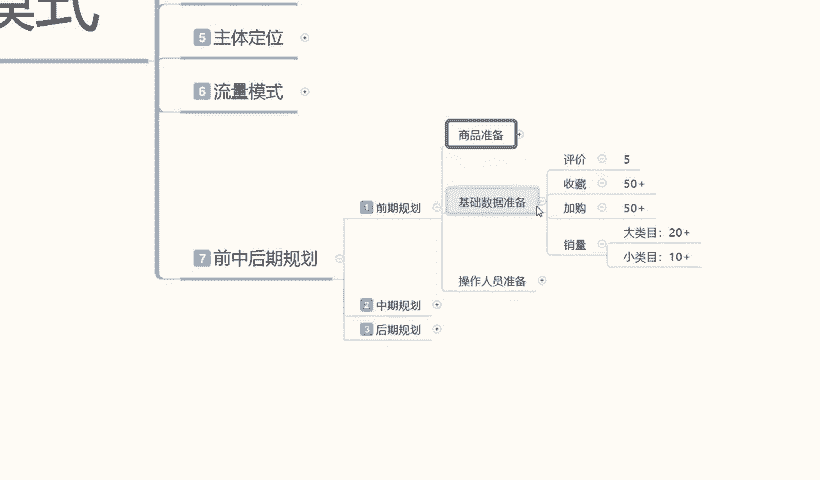 模式
5 主体定位
6 流量模式
7 前中后期规划
1 前期规划
商品准备
基础数据准备
评价 5
收藏 50+
加购 50+
销量
大类目：20+
小类目：10+
操作人员准备
2 中期规划
3 后期规划